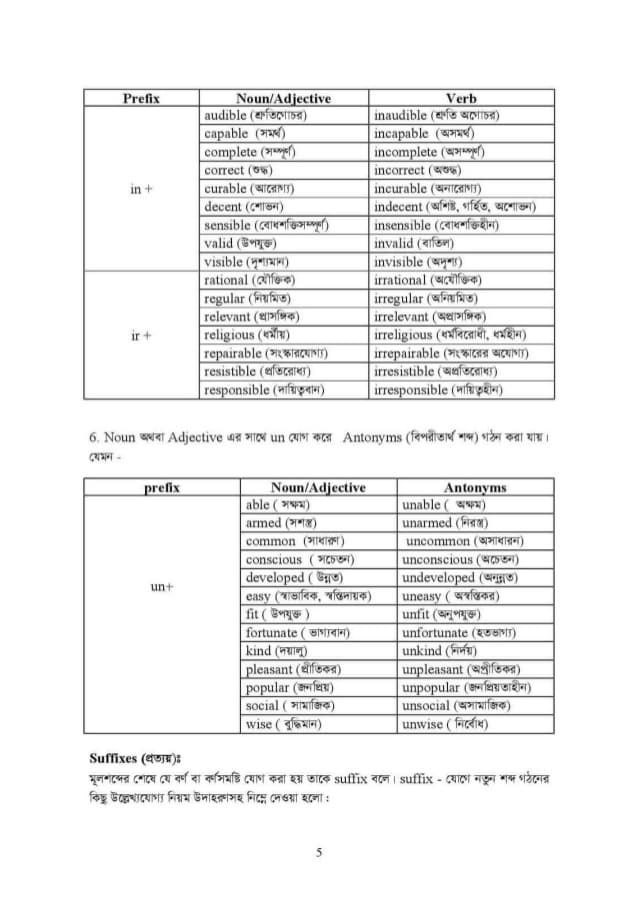 Prefix Noun/Adjective Verb
in + audible (শ্রুতিগোচর) inaudible (শ্রুতি অগোচর)
capable (সমর্থ) incapable (অসমর্থ)
complete (সম্পূর্ণ) incomplete (অসম্পূর্ণ)
correct (শুদ্ধ) incorrect (অশুদ্ধ)
curable (আরোগ্য) incurable (অনারোগ্য)
decent (শোভন) indecent (অশিষ্ট, গর্হিত, অশোভন)
sensible (বোধশক্তিসম্পূর্ণ) insensible (বোধশক্তিহীন)
valid (উপযুক্ত) invalid (বাতিল)
visible (দৃশ্যমান) invisible (অদৃশ্য)
ir + rational (যৌক্তিক) irrational (অযৌক্তিক)
regular (নিয়মিত) irregular (অনিয়মিত)
relevant (প্রাসঙ্গিক) irrelevant (অপ্রাসঙ্গিক)
religious (ধর্মীয়) irreligious (ধর্মবিরোধী, ধর্মহীন)
repairable (সংস্কারযোগ্য) irrepairable (সংস্কারের অযোগ্য)
resistible (প্রতিরোধ্য) irresistible (অপ্রতিরোধ্য)
responsible (দায়িত্ববান) irresponsible (দায়িত্বহীন)
6. Noun অথবা Adjective এর সাথে un যোগ করে Antonyms (বিপরীতার্থ শব্দ) গঠন করা যায়।
যেমন -
prefix Noun/Adjective Antonyms
un+ able ( সক্ষম) unable ( অক্ষম)
armed (সশস্ত্র) unarmed (নিরস্ত্র)
common (সাধারণ) uncommon (অসাধারন)
conscious ( সচেতন) unconscious (অচেতন)
developed ( উন্নত) undeveloped (অনুন্নত)
easy (স্বাভাবিক, স্বস্তিদায়ক) uneasy ( অস্বস্তিকর)
fit ( উপযুক্ত ) unfit (অনুপযুক্ত)
fortunate ( ভাগ্যবান) unfortunate (হতভাগ্য)
kind (দয়ালু) unkind (নির্দয়)
pleasant (প্রীতিকর) unpleasant (অপ্রীতিকর)
popular (জনপ্রিয়) unpopular (জনপ্রিয়তাহীন)
social ( সামাজিক) unsocial (অসামাজিক)
wise ( বুদ্ধিমান) unwise ( নির্বোধ)
Suffixes (প্রত্যয়)ঃ
মূলশব্দের শেষে যে বর্ণ বা বর্ণসমষ্টি যোগ করা হয় তাকে suffix বলে। suffix - যোগে নতুন শব্দ গঠনের
কিছু উল্লেখযোগ্য নিয়ম উদাহরণসহ নিম্নে দেওয়া হলো :
5